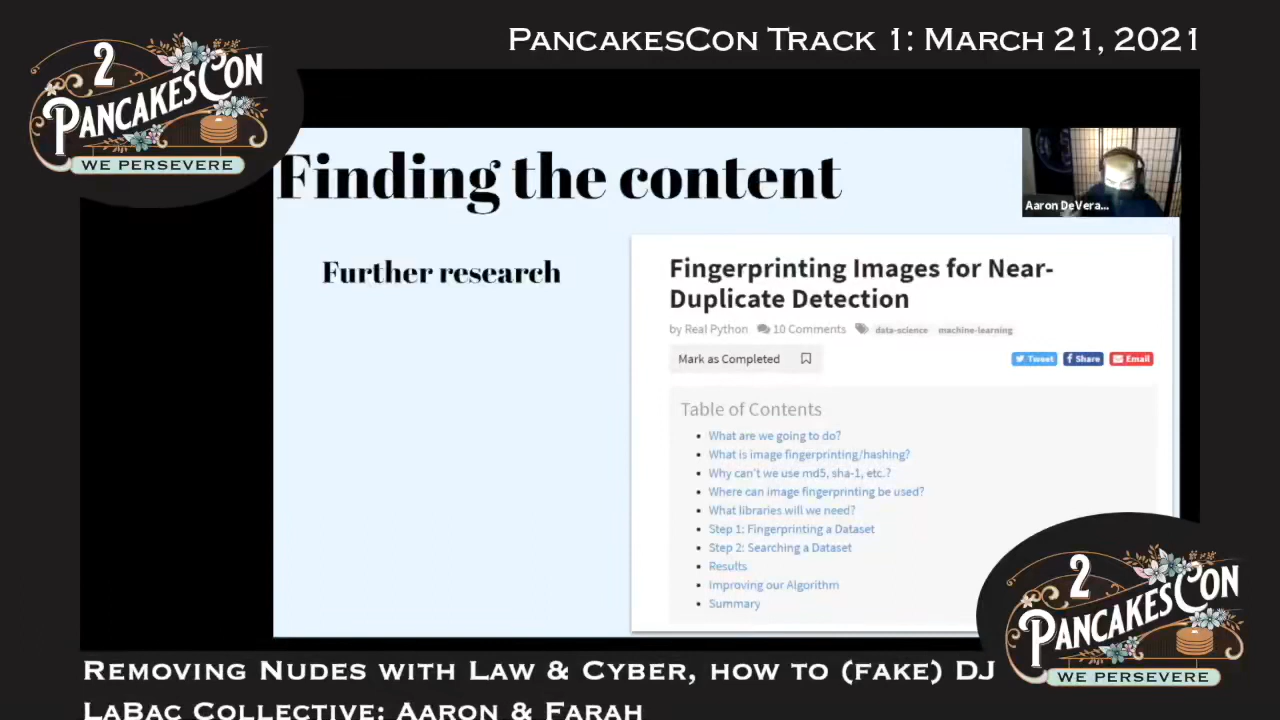 PancakesCon Track 1: March 21, 2021
2
PancakesCon
WE PERSEVERE
Finding the content
Aaron DeVera...
Further research
Fingerprinting Images for Near-
Duplicate Detection
by Real Python 10 Comments data-science machine-learning
Mark as Completed
Tweet Share Email
Table of Contents
What are we going to do?
What is image fingerprinting/hashing?
Why can't we use md5, sha-1, etc.?
Where can image fingerprinting be used?
What libraries will we need?
Step 1: Fingerprinting a Dataset
Step 2: Searching a Dataset
Results
Improving our Algorithm
Summary
2
PancakesCon
WE PERSEVERE
Removing Nudes with Law & Cyber, how to (fake) DJ
LaBac Collective: Aaron & Farah